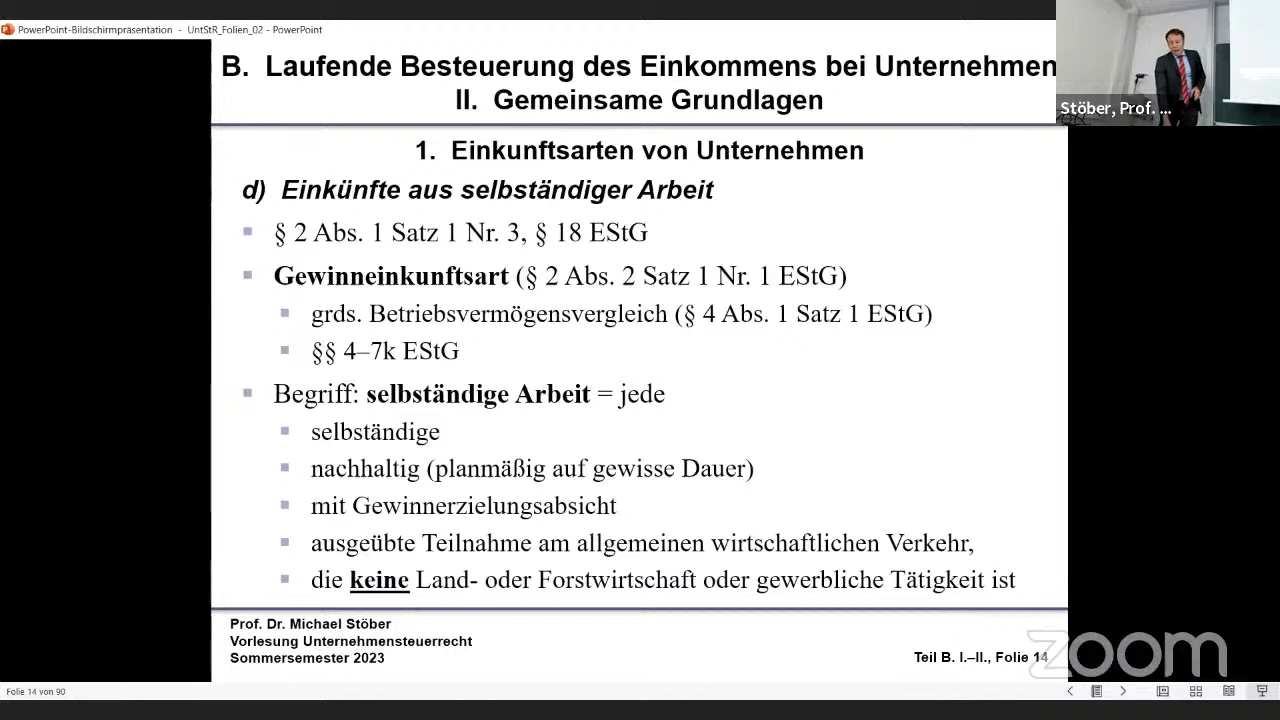 PowerPoint-Bildschirmpräsentation - UntStR_Folien_02 - PowerPoint
B. Laufende Besteuerung des Einkommens bei Unternehmen
II. Gemeinsame Grundlagen
Stöber, Prof. ...
1. Einkunftsarten von Unternehmen
d) Einkünfte aus selbständiger Arbeit
§ 2 Abs. 1 Satz 1 Nr. 3, § 18 EStG
Gewinneinkunftsart (§ 2 Abs. 2 Satz 1 Nr. 1 EStG)
grds. Betriebsvermögensvergleich (§ 4 Abs. 1 Satz 1 EStG)
§§ 4–7k EStG
Begriff: selbständige Arbeit = jede
selbständige
nachhaltig (planmäßig auf gewisse Dauer)
mit Gewinnerzielungsabsicht
ausgeübte Teilnahme am allgemeinen wirtschaftlichen Verkehr,
die keine Land- oder Forstwirtschaft oder gewerbliche Tätigkeit ist
Prof. Dr. Michael Stöber
Vorlesung Unternehmensteuerrecht
Sommersemester 2023
Teil B. I.–II., Folie 14
zoom
Folie 14 von 90